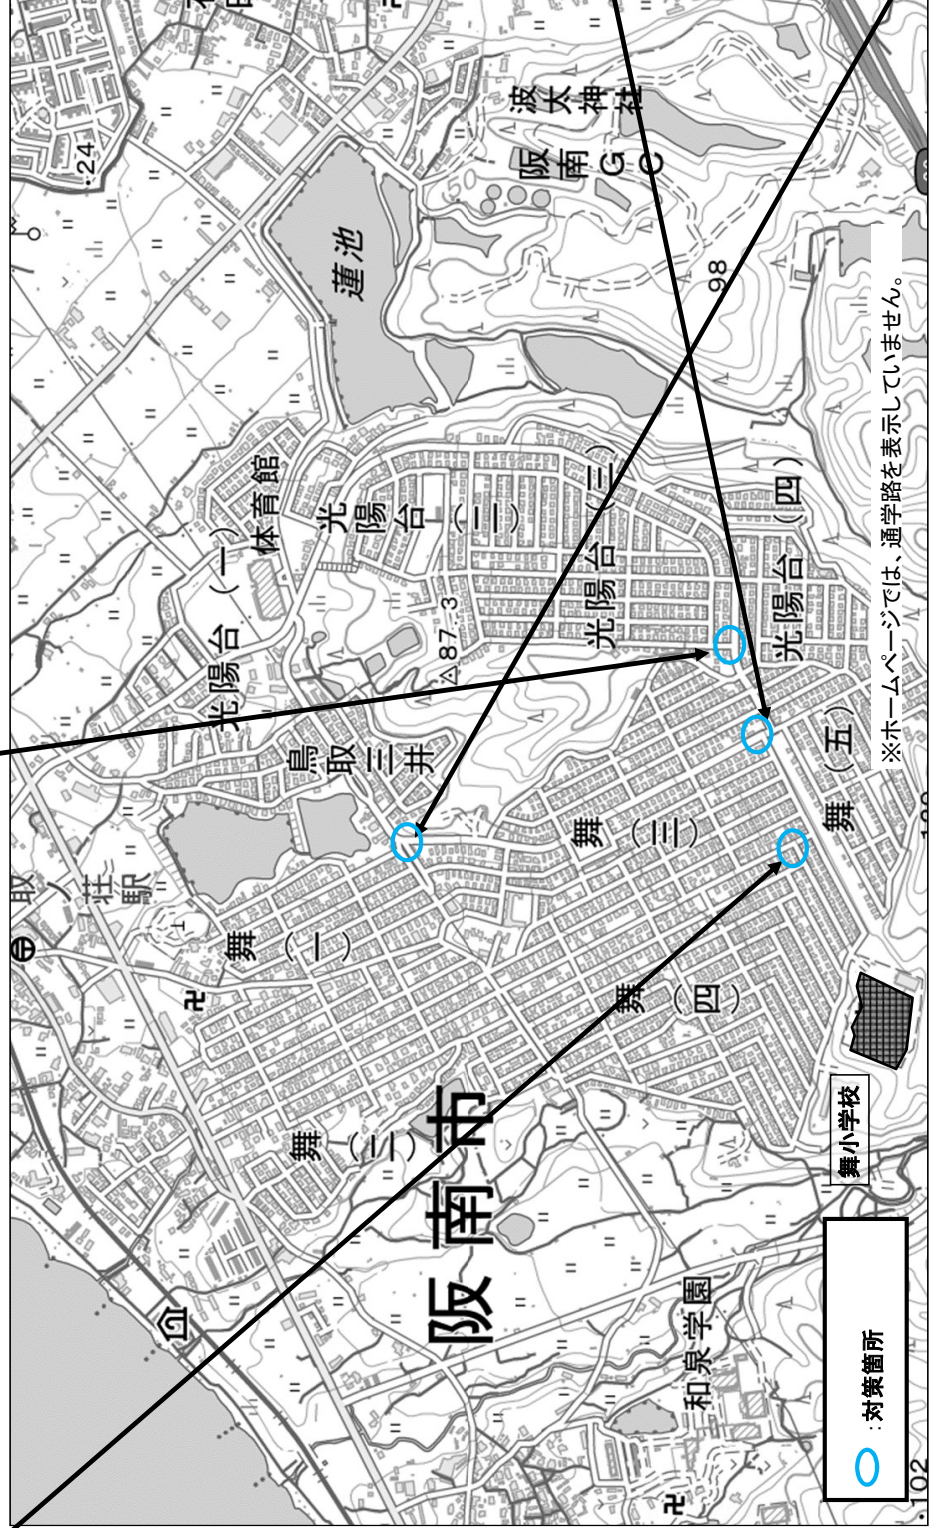 .24
蓮池
波太神社
阪南GC
98
体育館
光陽台(一)
光陽台(二)
光陽台(三)
光陽台(四)
87.3
鳥取三井
取ノ荘駅
舞(一)
舞(二)
舞(三)
舞(四)
舞(五)
阪南市
和泉学園
舞小学校
:対策箇所
.102
※ホームページでは、通学路を表示していません。